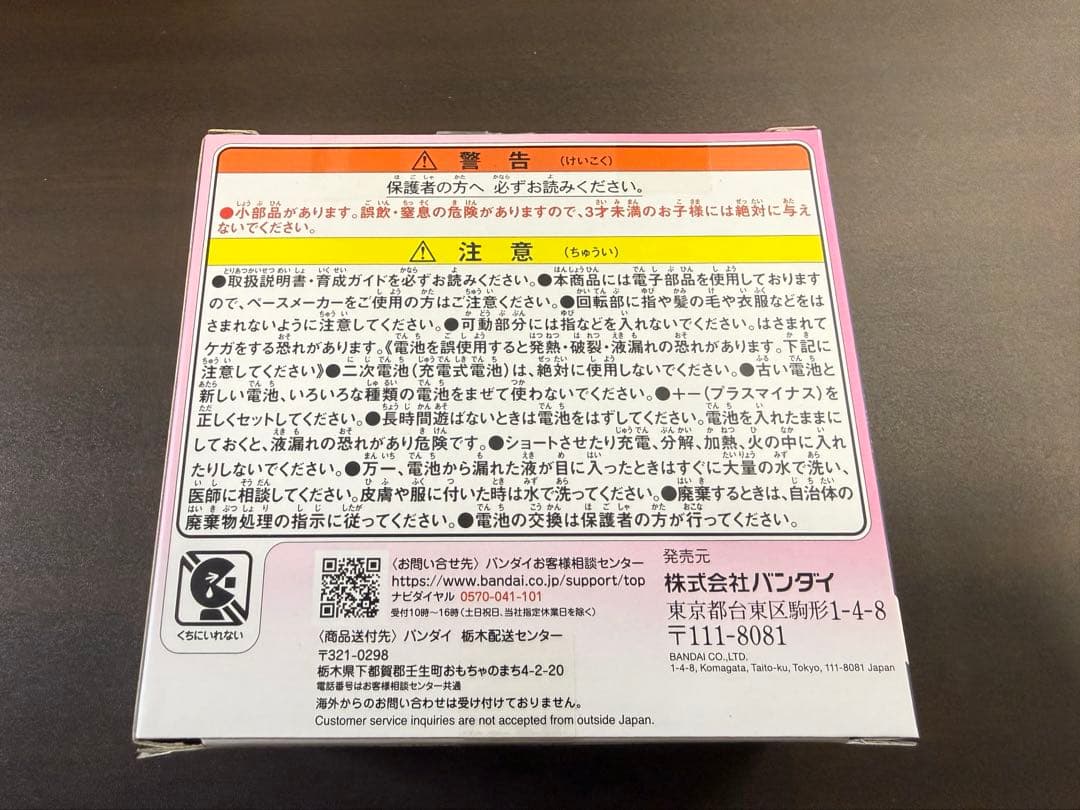 ⚠ 警告 (けいこく)
保護者の方へ 必ずお読みください。
●小部品があります。誤飲・窒息の危険がありますので、3才未満のお子様には絶対に与え
ないでください。
⚠ 注意 (ちゅうい)
●取扱説明書・育成ガイドを必ずお読みください。●本商品には電子部品を使用しております
ので、ペースメーカーをご使用の方はご注意ください。●回転部に指や髪の毛や衣服などをは
さまれないように注意してください。●可動部分には指などを入れないでください。はさまれて
ケガをする恐れがあります。《電池を誤使用すると発熱・破裂・液漏れの恐れがあります。下記に
注意してください》●二次電池(充電式電池)は、絶対に使用しないでください。●古い電池と
新しい電池、いろいろな種類の電池をまぜて使わないでください。●+−(プラスマイナス)を
正しくセットしてください。●長時間遊ばないときは電池をはずしてください。電池を入れたままに
しておくと、液漏れの恐れがあり危険です。●ショートさせたり充電、分解、加熱、火の中に入れ
たりしないでください。●万一、電池から漏れた液が目に入ったときはすぐに大量の水で洗い、
医師に相談してください。皮膚や服に付いた時は水で洗ってください。●廃棄するときは、自治体の
廃棄物処理の指示に従ってください。●電池の交換は保護者の方が行ってください。
くちにいれない
〈お問い合せ先〉バンダイお客様相談センター
https://www.bandai.co.jp/support/top
ナビダイヤル 0570-041-101
受付10時〜16時(土日祝日、当社指定休業日を除く)
〈商品送付先〉バンダイ 栃木配送センター
〒321-0298
栃木県下都賀郡壬生町おもちゃのまち4-2-20
電話番号はお客様相談センター共通
海外からのお問い合わせは受け付けておりません。
Customer service inquiries are not accepted from outside Japan.
発売元
株式会社バンダイ
東京都台東区駒形1-4-8
〒111-8081
BANDAI CO.,LTD.
1-4-8, Komagata, Taito-ku, Tokyo, 111-8081 Japan